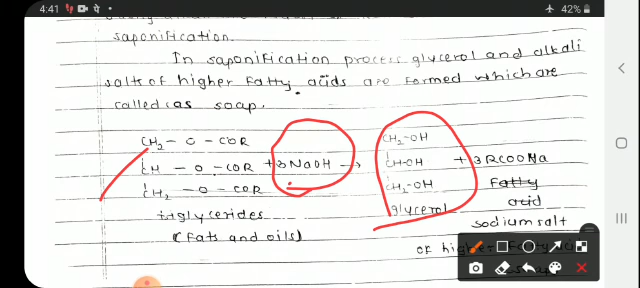 4:41
42%
saponification.
In saponification process glycerol and alkali
salts of higher fatty acids are formed which are
called as soap.
CH2-O-COR CH2-OH
CH-O-COR + 3NaOH → CH-OH + 3RCOONa
CH2-O-COR CH2-OH Fatty
triglycerides glycerol acid
(fats and oils) sodium salt
of